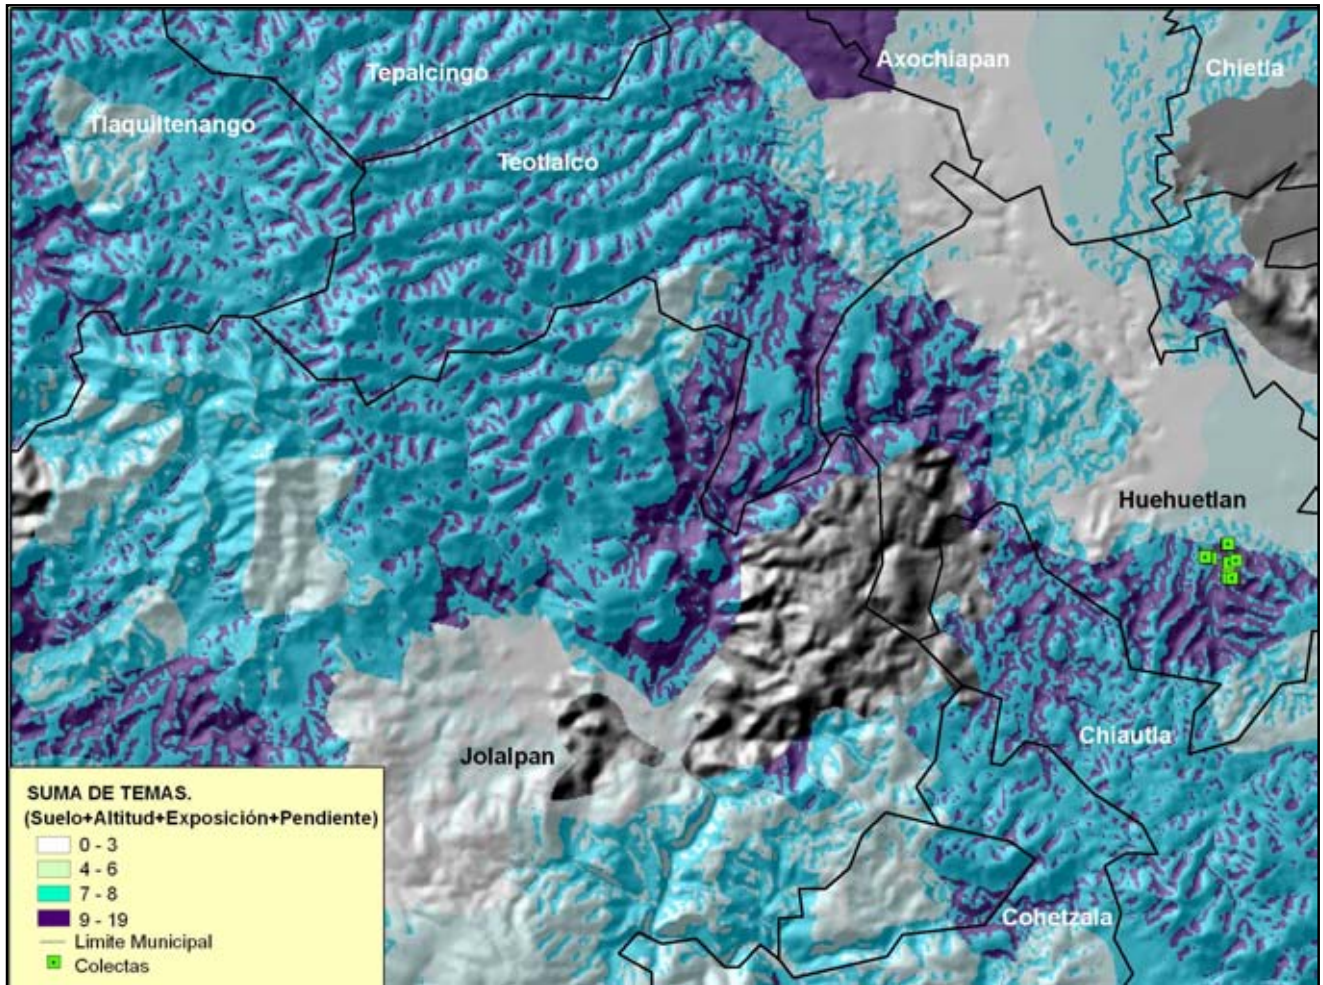 Axochiapan
Chietla
Tepalcingo
Tlaquiltenango
Teotlalco
Huehuetlan
Chiautla
Jolalpan
Cohetzala
SUMA DE TEMAS.
(Suelo+Altitud+Exposición+Pendiente)
0 - 3
4 - 6
7 - 8
9 - 19
Limite Municipal
Colectas